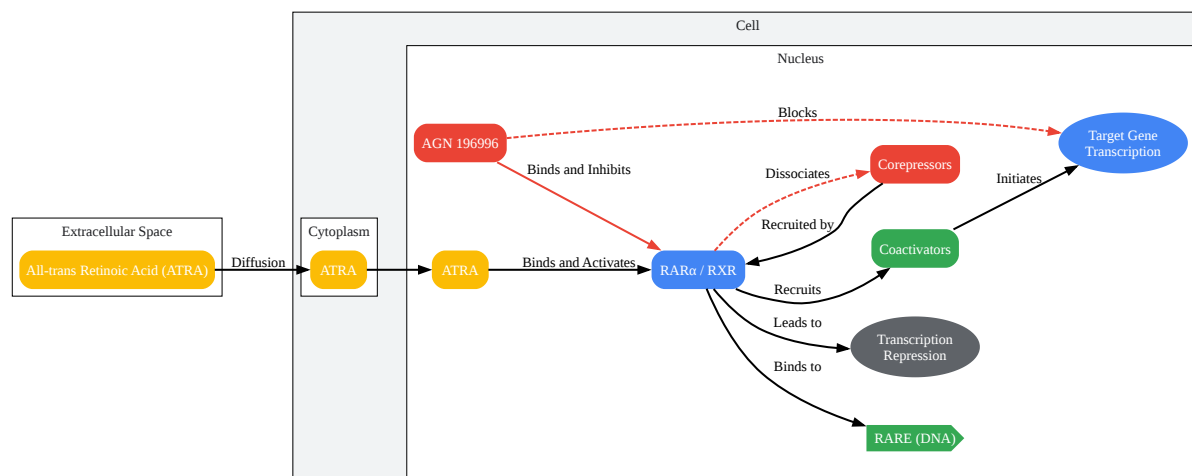 Cell
Nucleus
Blocks
AGN 196996
Target Gene
Transcription
Binds and Inhibits
Dissociates
Corepressors
Initiates
Extracellular Space
Cytoplasm
Recruited by
Coactivators
All-trans Retinoic Acid (ATRA)
Diffusion
ATRA
ATRA
Binds and Activates
RARα / RXR
Recruits
Leads to
Transcription
Repression
Binds to
RARE (DNA)